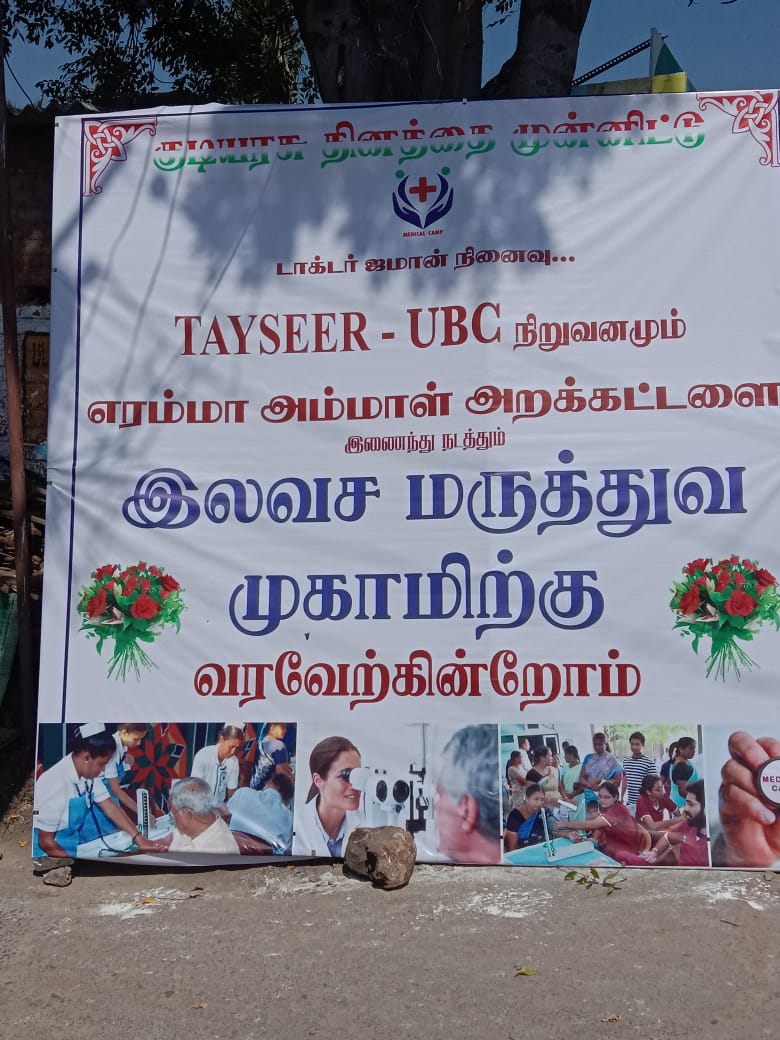 குடியரசு தினத்தை முன்னிட்டு
MEDICAL CAMP
டாக்டர் ஜமான் நினைவு...
TAYSEER - UBC நிறுவனமும்
எரம்மா அம்மாள் அறக்கட்டளை
இணைந்து நடத்தும்
இலவச மருத்துவ
முகாமிற்கு
வரவேற்கின்றோம்